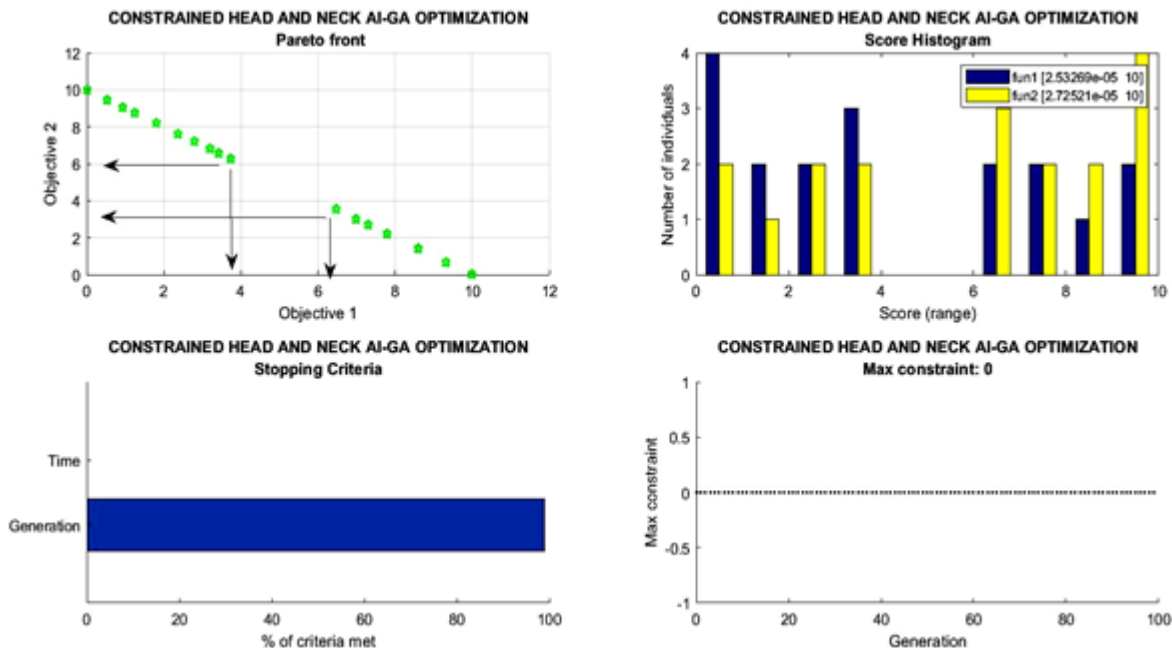 CONSTRAINED HEAD AND NECK AI-GA OPTIMIZATION
Pareto front
12
10
8
6
4
2
0
Objective 2
0 2 4 6 8 10 12
Objective 1
CONSTRAINED HEAD AND NECK AI-GA OPTIMIZATION
Score Histogram
fun1 [2.53269e-05 10]
fun2 [2.72521e-05 10]
4
3
2
1
0
Number of individuals
0 2 4 6 8 10
Score (range)
CONSTRAINED HEAD AND NECK AI-GA OPTIMIZATION
Stopping Criteria
Time
Generation
0 20 40 60 80 100
% of criteria met
CONSTRAINED HEAD AND NECK AI-GA OPTIMIZATION
Max constraint: 0
1
0.5
0
-0.5
-1
Max constraint
0 20 40 60 80 100
Generation